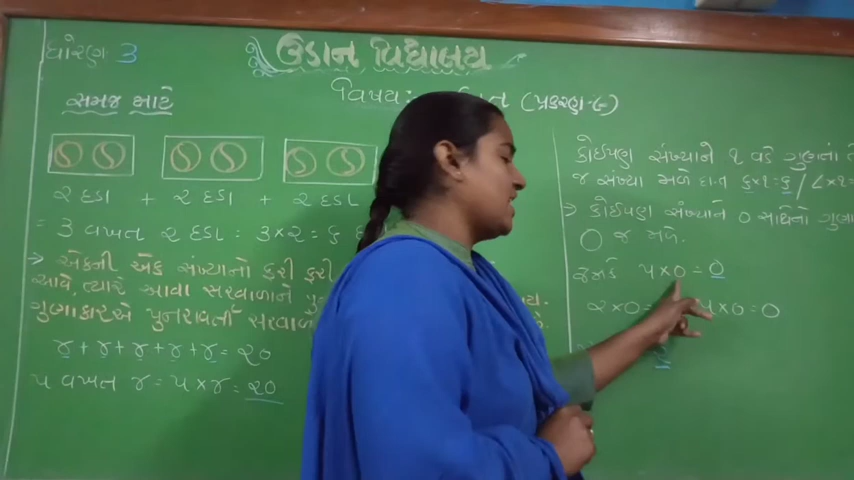 ધોરણ 3
ઉડાન વિદ્યાલય
વિષય: (પ્રકરણ-૯)
સમજ માટે
૨ દડા + ૨ દડા + ૨ દડા
= ૩ વખત ૨ દડા = ૩×૨ = ૬
→ એકની એક સંખ્યાનો ફરી ફરી
આવે, ત્યારે આવા સરવાળાને
ગુણાકારએ પુનરાવર્તી સરવાળા
૪+૪+૪+૪+૪ = ૨૦
૫ વખત ૪ = ૫×૪ = ૨૦
કોઈપણ સંખ્યાને ૧ વડે ગુણતાં
જ સંખ્યા મળે દા.ત ૬×૧=૬ / ૮×૧=
→ કોઈપણ સંખ્યાને ૦ સાથેનો
૦ જ મળે.
જેમકે ૫×૦ = ૦
૨×૦ = ૪×૦=૦